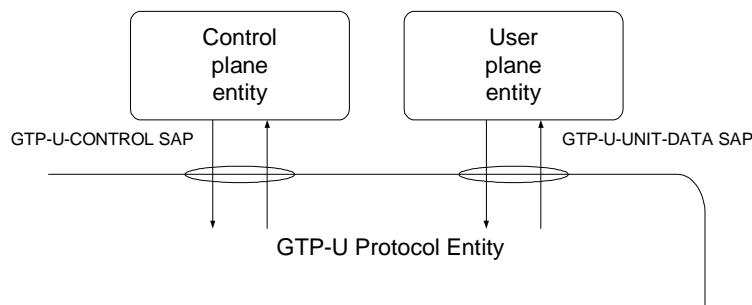 Control
plane
entity
User
plane
entity
GTP-U-CONTROL SAP
GTP-U-UNIT-DATA SAP
GTP-U Protocol Entity